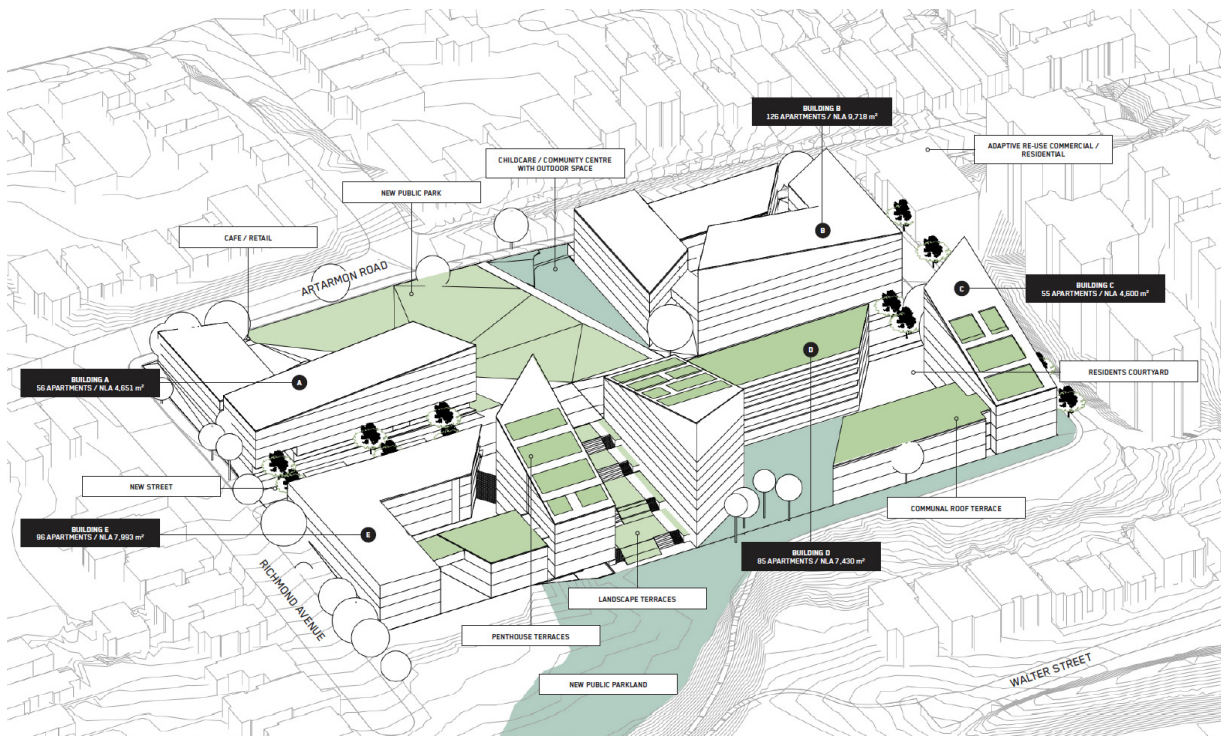 BUILDING B
126 APARTMENTS / NLA 9,718 m²
ADAPTIVE RE-USE COMMERCIAL /
RESIDENTIAL
CHILDCARE / COMMUNITY CENTRE
WITH OUTDOOR SPACE
NEW PUBLIC PARK
CAFE / RETAIL
ARTARMON ROAD
B
C
BUILDING C
55 APARTMENTS / NLA 4,600 m²
D
RESIDENTS COURTYARD
BUILDING A
56 APARTMENTS / NLA 4,651 m²
A
NEW STREET
COMMUNAL ROOF TERRACE
BUILDING E
96 APARTMENTS / NLA 7,993 m²
E
BUILDING D
85 APARTMENTS / NLA 7,430 m²
RICHMOND AVENUE
LANDSCAPE TERRACES
PENTHOUSE TERRACES
NEW PUBLIC PARKLAND
WALTER STREET